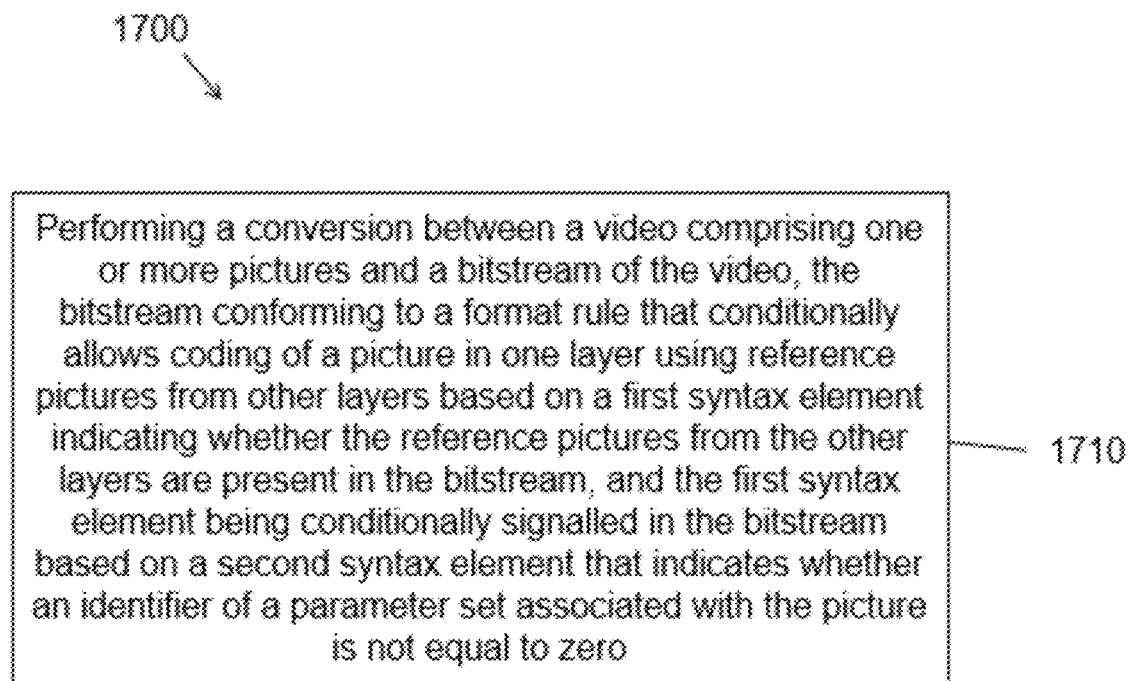 1700
Performing a conversion between a video comprising one
or more pictures and a bitstream of the video, the
bitstream conforming to a format rule that conditionally
allows coding of a picture in one layer using reference
pictures from other layers based on a first syntax element
indicating whether the reference pictures from the other
layers are present in the bitstream, and the first syntax
element being conditionally signalled in the bitstream
based on a second syntax element that indicates whether
an identifier of a parameter set associated with the picture
is not equal to zero
1710